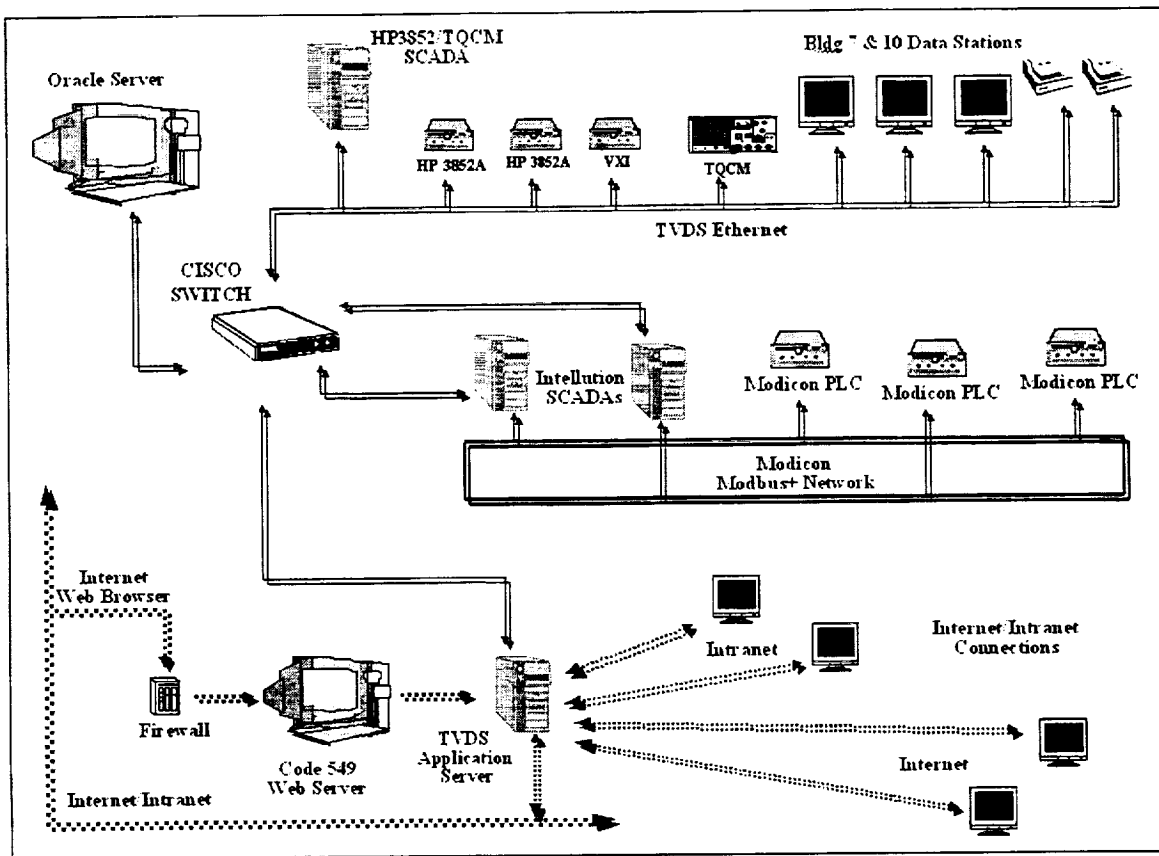 HP3852/TQCM
SCADA
Bldg 7 & 10 Data Stations
Oracle Server
HP 3852A
HP 3852A
VXI
TQCM
TVDS Ethernet
CISCO
SWITCH
Intellution
SCADAs
Modicon PLC
Modicon PLC
Modicon PLC
Modicon
Modbus+ Network
Internet
Web Browser
Intranet
Internet/Intranet
Connections
Firewall
Code 549
Web Server
TVDS
Application
Server
Internet
Internet/Intranet